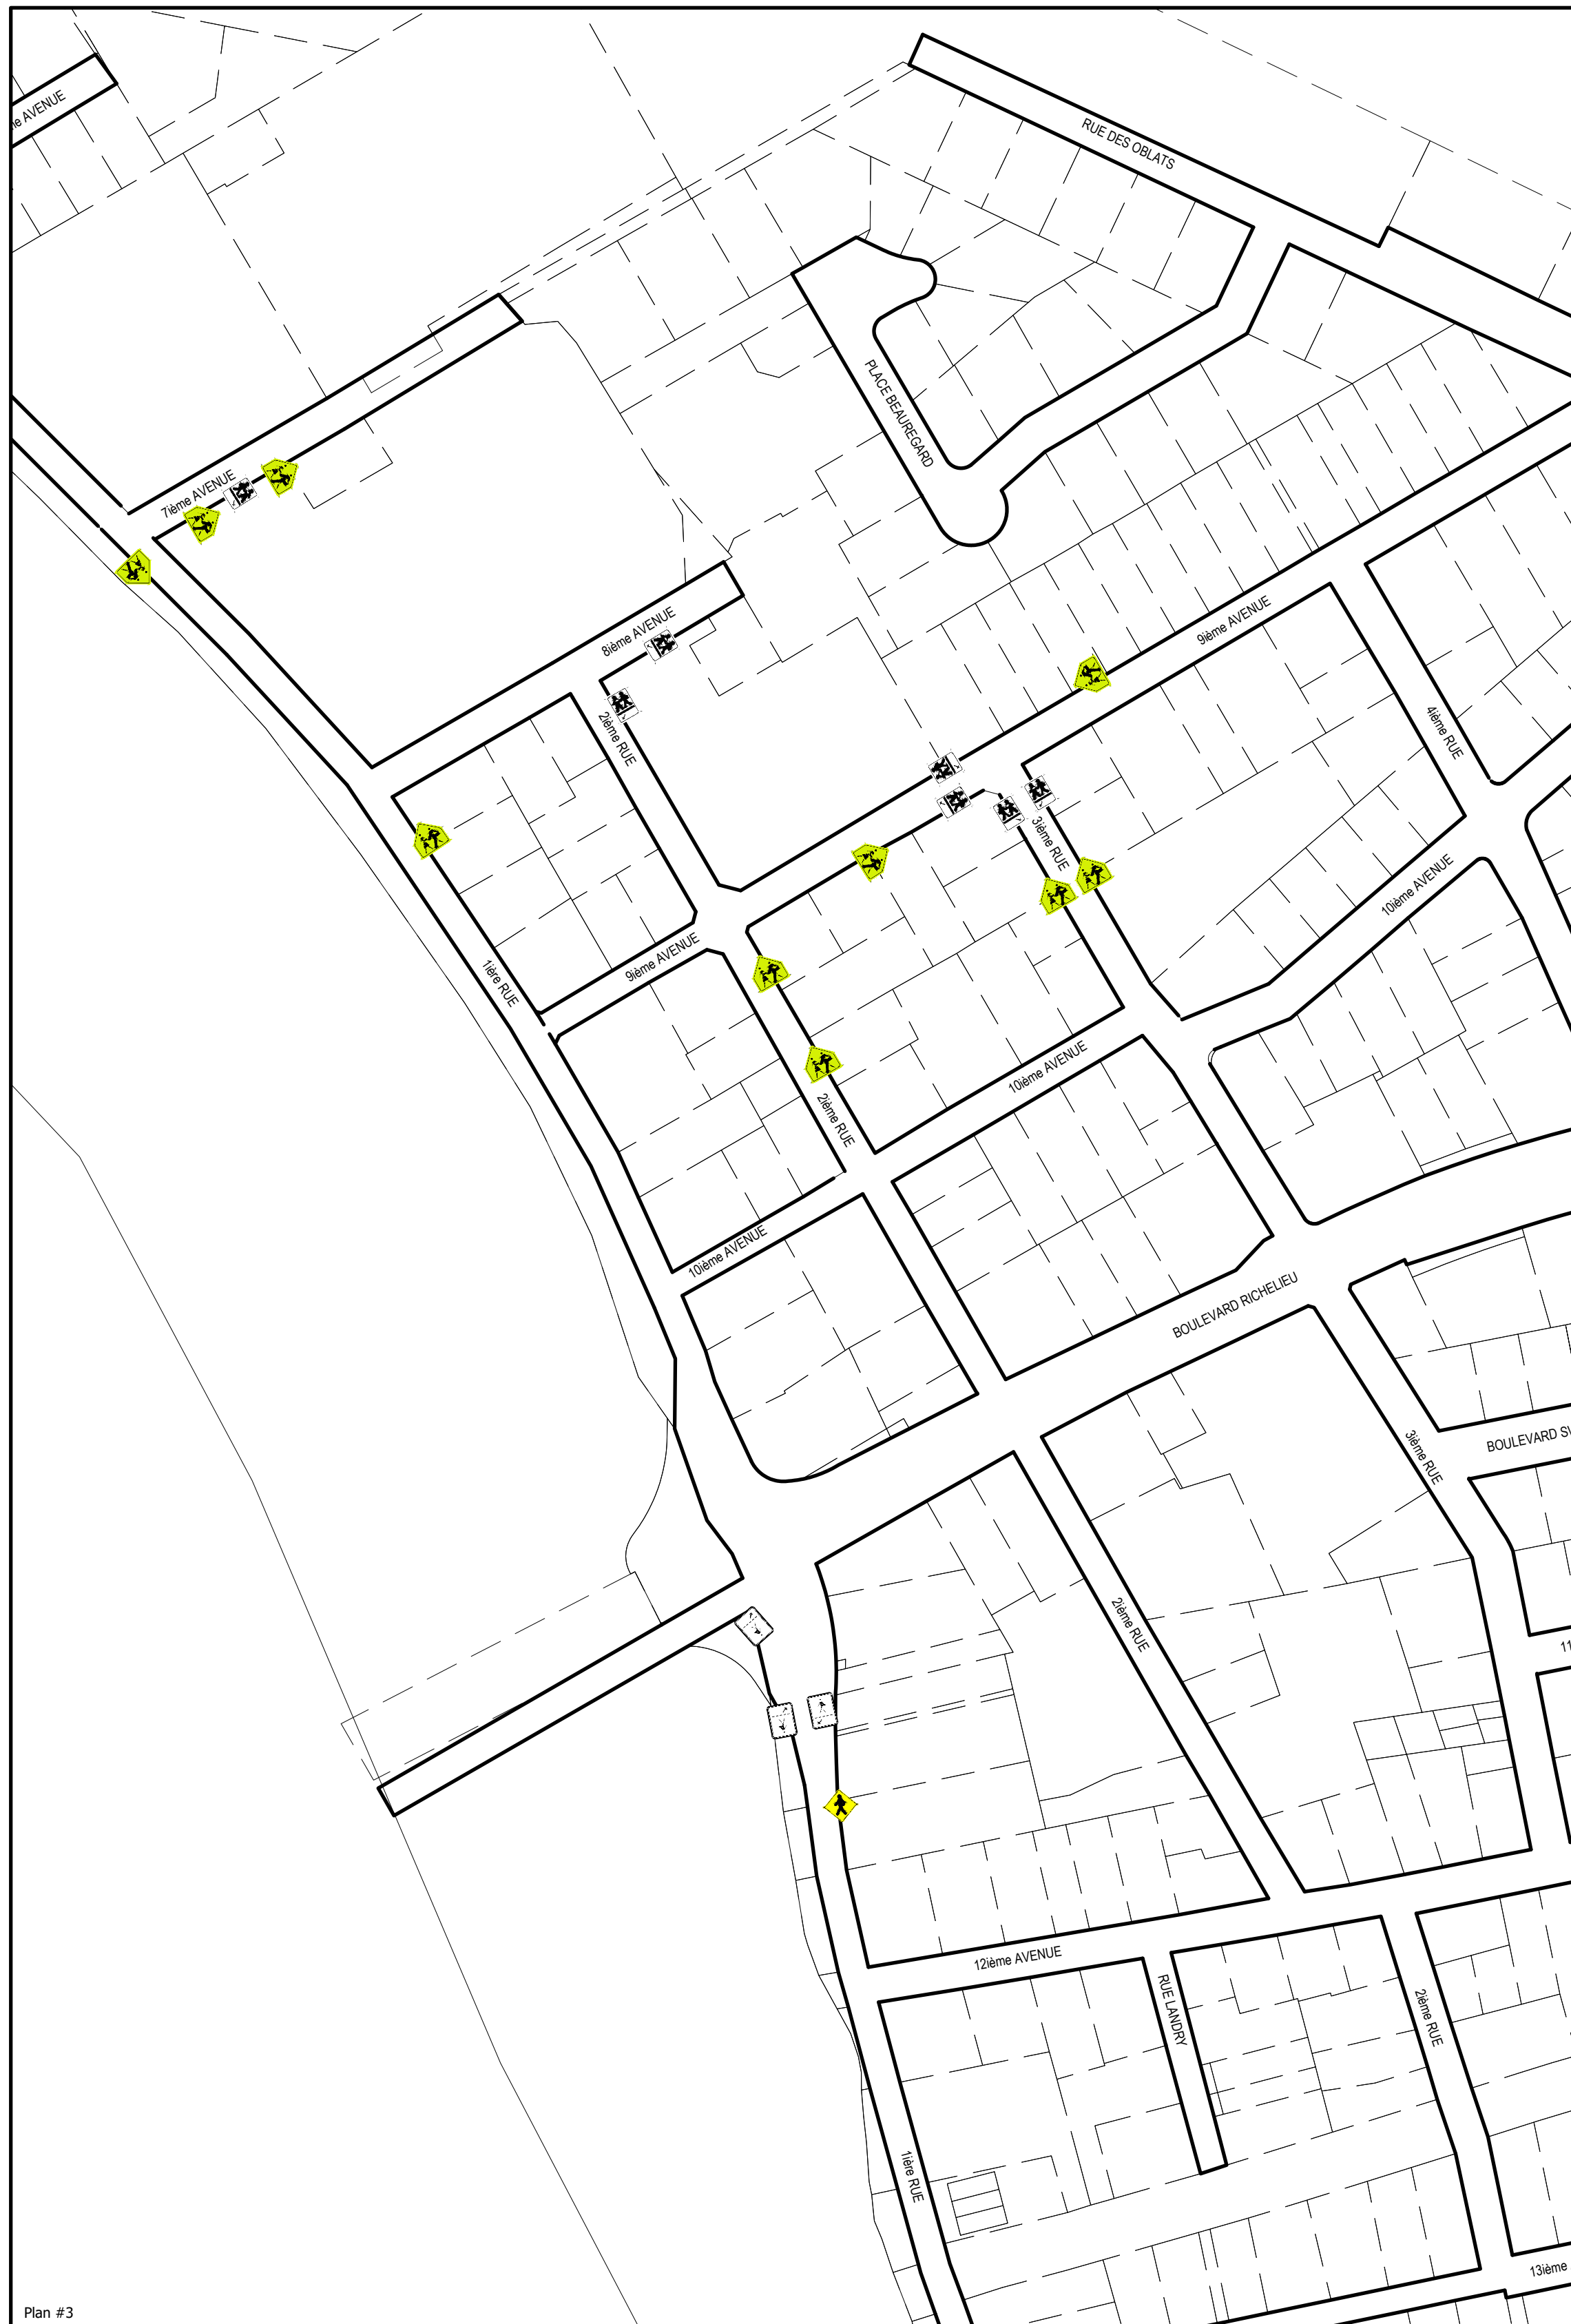 AVENUE
RUE DES OBLATS
PLACE BEAUREGARD
7ième AVENUE
8ième AVENUE
9ième AVENUE
2ième RUE
4ième RUE
3ième RUE
10ième AVENUE
9ième AVENUE
1ière RUE
10ième AVENUE
2ième RUE
10ième AVENUE
BOULEVARD RICHELIEU
3ième RUE
BOULEVARD
2ième RUE
11
12ième AVENUE
RUE LANDRY
2ième RUE
1ière RUE
13ième
Plan #3